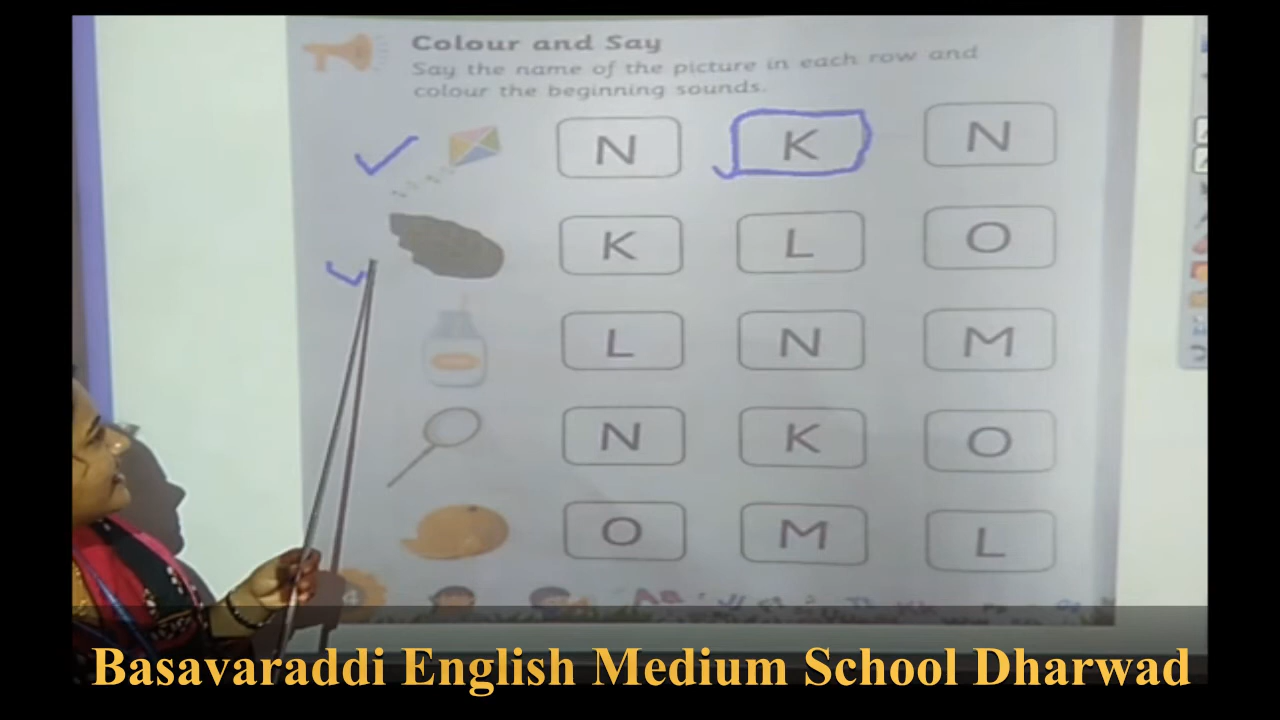 Colour and Say
Say the name of the picture in each row and
colour the beginning sounds.
N K N
K L O
L N M
N K O
O M L
4
Basavaraddi English Medium School Dharwad